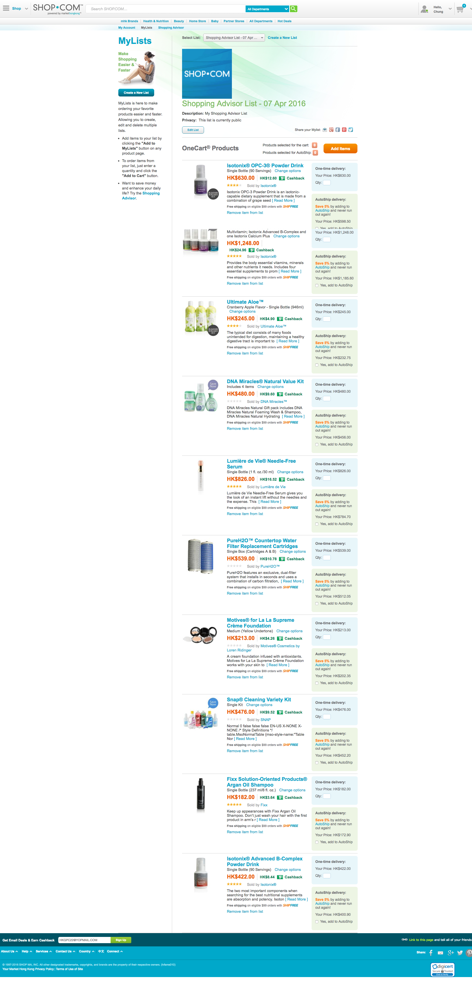 Shop
SHOP•COM™
powered by markethongkong™
Search SHOP.COM...
All Departments
Hello,
Chung
1
mhk Brands
Health & Nutrition
Beauty
Home Store
Baby
Partner Stores
All Departments
Hot Deals
My Account
MyLists
Shopping Advisor
MyLists
Make
Shopping
Easier &
Faster
Create a New List
MyLists is here to make
ordering your favorite
products easier and faster.
Allowing you to create,
edit and delete multiple
lists.
• Add items to your list by
clicking the "Add to
MyLists" button on any
product page.
• To order items from
your list, just enter a
quantity and click the
"Add to Cart" button.
• Want to save money
and enhance your daily
life? Try the Shopping
Advisor.
Select List: Shopping Advisor List - 07 Apr ... Create a New List
SHOP•COM
Shopping Advisor List - 07 Apr 2016
Description: My Shopping Advisor List
Privacy: This list is currently public
Edit List
Share your Mylist:
OneCart® Products
Products selected for the cart: 0
Products selected for AutoShip: 0
Add Items
Isotonix® OPC-3® Powder Drink
Single Bottle (90 Servings) Change options
HK$630.00 HK$12.60 Cashback
Sold by Isotonix®
Isotonix OPC-3 Powder Drink is an isotonic-
capable dietary supplement that is made from a
combination of grape seed [ Read More ]
Free shipping on eligible $99 orders with SHIPFREE
Remove item from list
One-time delivery:
Your Price: HK$630.00
Qty:
AutoShip delivery:
Save 5% by adding to
AutoShip and never run
out again!
Your Price: HK$598.50
Yes, add to AutoShip
Multivitamin; Isotonix Advanced B-Complex and
one Isotonix Calcium Plus Change options
HK$1,248.00
HK$24.96 Cashback
Sold by Isotonix®
Provides the body essential vitamins, minerals
and other nutrients it needs. Includes four
essential supplements to prom [ Read More ]
Free shipping on eligible $99 orders with SHIPFREE
Remove item from list
Your Price: HK$1,248.00
Qty:
AutoShip delivery:
Save 5% by adding to
AutoShip and never run
out again!
Your Price: HK$1,185.60
Yes, add to AutoShip
Ultimate Aloe™
Cranberry Apple Flavor - Single Bottle (946ml)
Change options
HK$245.00 HK$4.90 Cashback
Sold by Ultimate Aloe™
The typical diet consists of many foods
unintended for digestion, maintaining a healthy
digestive tract is important to [ Read More ]
Free shipping on eligible $99 orders with SHIPFREE
Remove item from list
One-time delivery:
Your Price: HK$245.00
Qty:
AutoShip delivery:
Save 5% by adding to
AutoShip and never run
out again!
Your Price: HK$232.75
Yes, add to AutoShip
Save
Now
DNA Miracles® Natural Value Kit
Includes 4 items Change options
HK$480.00 HK$9.60 Cashback
Sold by DNA Miracles™
DNA Miracles Natural Gift pack includes DNA
Miracles Natural Foaming Wash & Shampoo,
DNA Miracles Natural Hydrating [ Read More ]
Free shipping on eligible $99 orders with SHIPFREE
Remove item from list
One-time delivery:
Your Price: HK$480.00
Qty:
AutoShip delivery:
Save 5% by adding to
AutoShip and never run
out again!
Your Price: HK$456.00
Yes, add to AutoShip
Lumière de Vie® Needle-Free
Serum
Single Bottle (1 fl. oz./30 ml) Change options
HK$826.00 HK$16.52 Cashback
Sold by Lumière de Vie
Lumière de Vie Needle-Free Serum gives you
the look of an instant lift without the needles and
the expense. This [ Read More ]
Free shipping on eligible $99 orders with SHIPFREE
Remove item from list
One-time delivery:
Your Price: HK$826.00
Qty:
AutoShip delivery:
Save 5% by adding to
AutoShip and never run
out again!
Your Price: HK$784.70
Yes, add to AutoShip
PureH2O™ Countertop Water
Filter Replacement Cartridges
Single Box (Cartridges A & B) Change options
HK$539.00 HK$10.78 Cashback
Sold by PureH2O™
PureH2O features an exclusive, dual-filter
system that installs in seconds and uses a
combination of carbon filtration, [ Read More ]
Free shipping on eligible $99 orders with SHIPFREE
Remove item from list
One-time delivery:
Your Price: HK$539.00
Qty:
AutoShip delivery:
Save 5% by adding to
AutoShip and never run
out again!
Your Price: HK$512.05
Yes, add to AutoShip
Motives® for La La Supreme
Crème Foundation
Medium (Yellow Undertone) Change options
HK$213.00 HK$4.26 Cashback
Sold by Motives® Cosmetics by
Loren Ridinger
A cream foundation infused with antioxidants.
Motives for La La Supreme Crème Foundation
works with your skin to [ Read More ]
Free shipping on eligible $99 orders with SHIPFREE
Remove item from list
One-time delivery:
Your Price: HK$213.00
Qty:
AutoShip delivery:
Save 5% by adding to
AutoShip and never run
out again!
Your Price: HK$202.35
Yes, add to AutoShip
Save
Now
Snap® Cleaning Variety Kit
Single Kit Change options
HK$476.00 HK$9.52 Cashback
Sold by SNAP
Normal 0 false false false EN-US X-NONE X-
NONE /* Style Definitions */
table.MsoNormalTable {mso-style-name:"Table
Nor [ Read More ]
Free shipping on eligible $99 orders with SHIPFREE
Remove item from list
One-time delivery:
Your Price: HK$476.00
Qty:
AutoShip delivery:
Save 5% by adding to
AutoShip and never run
out again!
Your Price: HK$452.20
Yes, add to AutoShip
Fixx Solution-Oriented Products®
Argan Oil Shampoo
Single Bottle (237 ml/8 fl. oz.) Change options
HK$182.00 HK$3.64 Cashback
Sold by Fixx
Keep up appearances with Fixx Argan Oil
Shampoo. Don't just wash your hair with the first
product in arm's r [ Read More ]
Free shipping on eligible $99 orders with SHIPFREE
Remove item from list
One-time delivery:
Your Price: HK$182.00
Qty:
AutoShip delivery:
Save 5% by adding to
AutoShip and never run
out again!
Your Price: HK$172.90
Yes, add to AutoShip
Isotonix® Advanced B-Complex
Powder Drink
Single Bottle (90 Servings) Change options
HK$422.00 HK$8.44 Cashback
Sold by Isotonix®
The two most important components when
searching for the best nutritional supplements
are absorption and potency. Isoton [ Read More ]
Free shipping on eligible $99 orders with SHIPFREE
Remove item from list
One-time delivery:
Your Price: HK$422.00
Qty:
AutoShip delivery:
Save 5% by adding to
AutoShip and never run
out again!
Your Price: HK$400.90
Yes, add to AutoShip
Get Email Deals & Earn Cashback HKGPC22@YOPMAIL.COM Sign Up
Link to this page and tell all of your friends
About Us Help Services Contact Us Country 中文 Connect
Share:
© 1997-2016 SHOP MA, INC. All other designated trademarks, copyrights, and brands are the property of their respective owners. (lvfams010)
Your Market Hong Kong Privacy Policy | Terms of Use of Site
digicert
Secure Trusted
Click to Verify